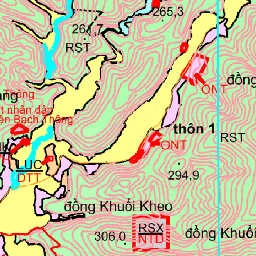 265,3
264,7
RST
đồng
ONT
thôn 1
RST
ONT
LUC
DTT
294,9
đồng Khuổi Kheo
RSX
NTD
306,0
đồng Khuổi